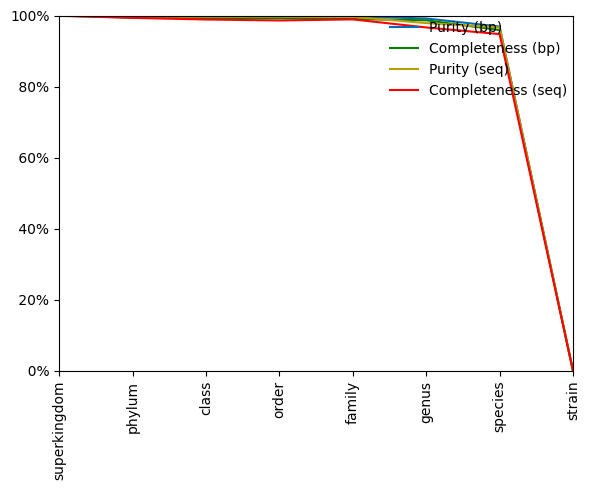 100%
80%
60%
40%
20%
0%
Purity (bp)
Completeness (bp)
Purity (seq)
Completeness (seq)
superkingdom
phylum
class
order
family
genus
species
strain